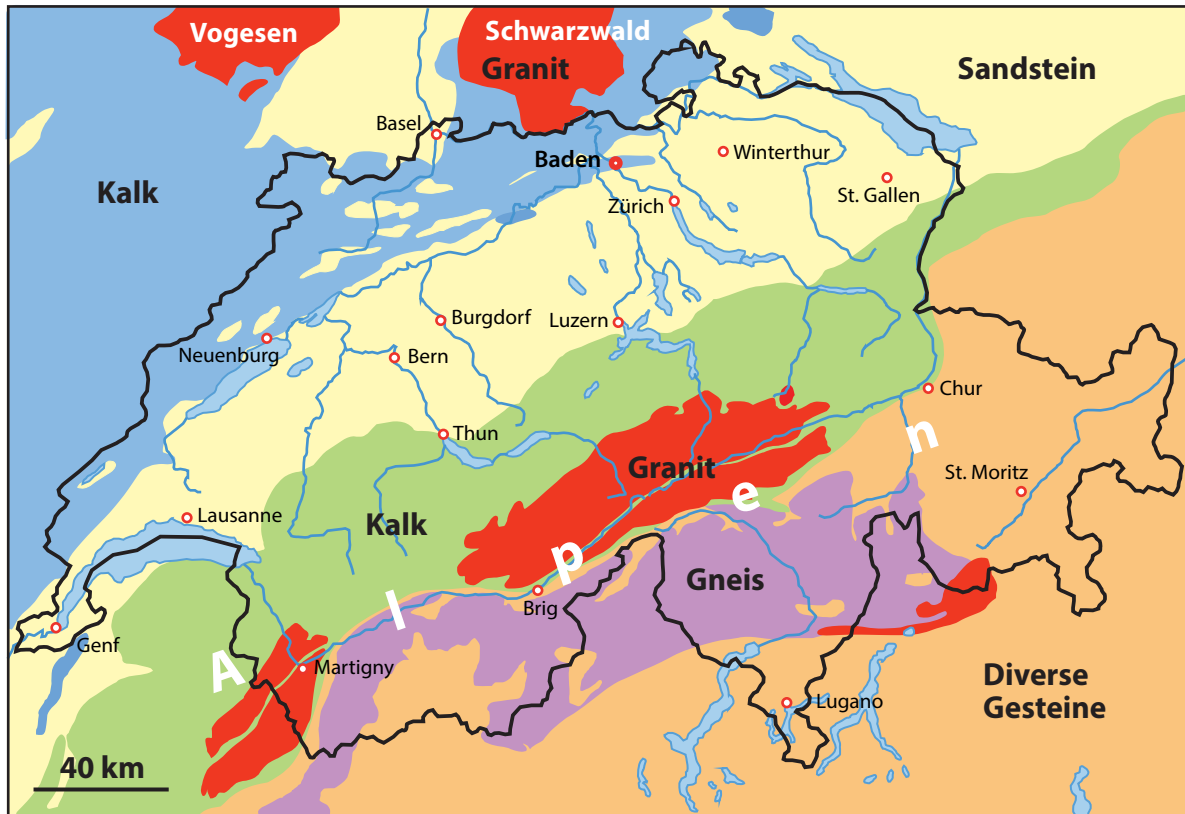 Vogesen
Schwarzwald
Granit
Sandstein
Basel
Baden
Winterthur
Kalk
St. Gallen
Zürich
Burgdorf
Luzern
Neuenburg
Bern
Chur
Thun
Granit
St. Moritz
Lausanne
Kalk
Gneis
Brig
Genf
Martigny
Alpen
Diverse
Gesteine
Lugano
40 km